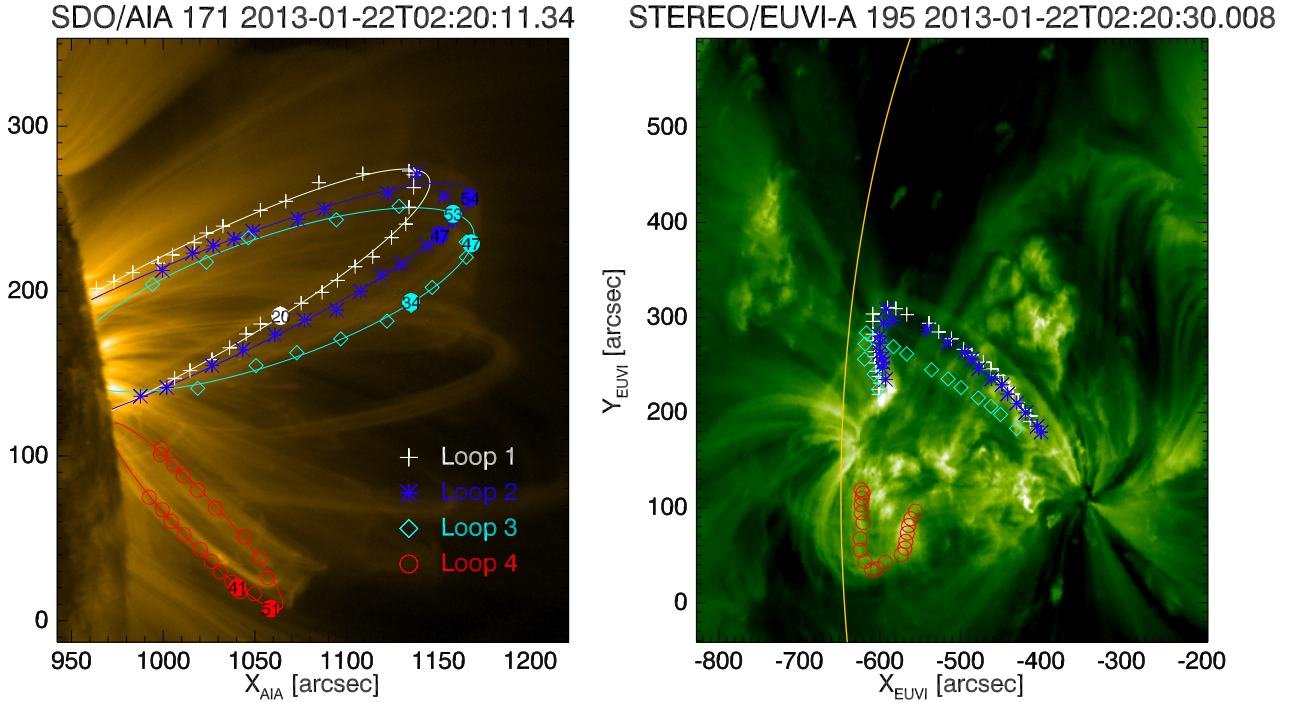 SDO/AIA 171 2013-01-22T02:20:11.34
STEREO/EUVI-A 195 2013-01-22T02:20:30.008
300
200
100
0
950 1000 1050 1100 1150 1200
X_AIA [arcsec]
54
53
47
47
34
20
41
51
Loop 1
Loop 2
Loop 3
Loop 4
Y_EUVI [arcsec]
500
400
300
200
100
0
-800 -700 -600 -500 -400 -300 -200
X_EUVI [arcsec]